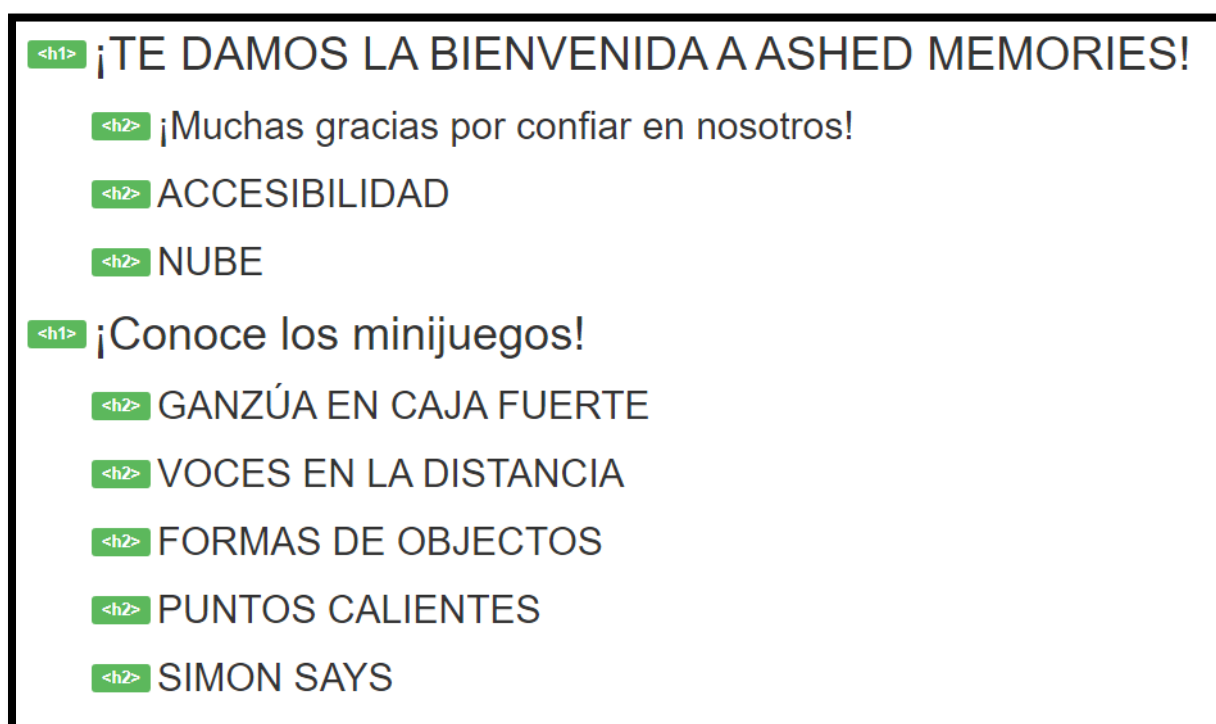 <h1> ¡TE DAMOS LA BIENVENIDA A ASHED MEMORIES!
<h2> ¡Muchas gracias por confiar en nosotros!
<h2> ACCESIBILIDAD
<h2> NUBE
<h1> ¡Conoce los minijuegos!
<h2> GANZÚA EN CAJA FUERTE
<h2> VOCES EN LA DISTANCIA
<h2> FORMAS DE OBJECTOS
<h2> PUNTOS CALIENTES
<h2> SIMON SAYS